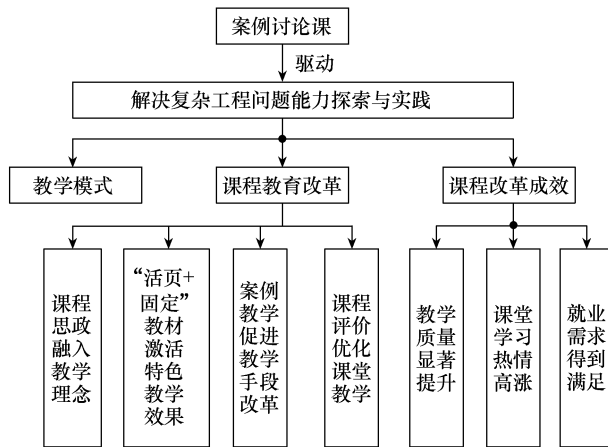 案例讨论课
驱动
解决复杂工程问题能力探索与实践
教学模式
课程教育改革
课程改革成效
课程
思政
融入
教学
理念
“活页+
固定”
教材
激活
特色
教学
效果
案例
教学
促进
教学
手段
改革
课程
评价
优化
课堂
教学
教学
质量
显著
提升
课堂
学习
热情
高涨
就业
需求
得到
满足